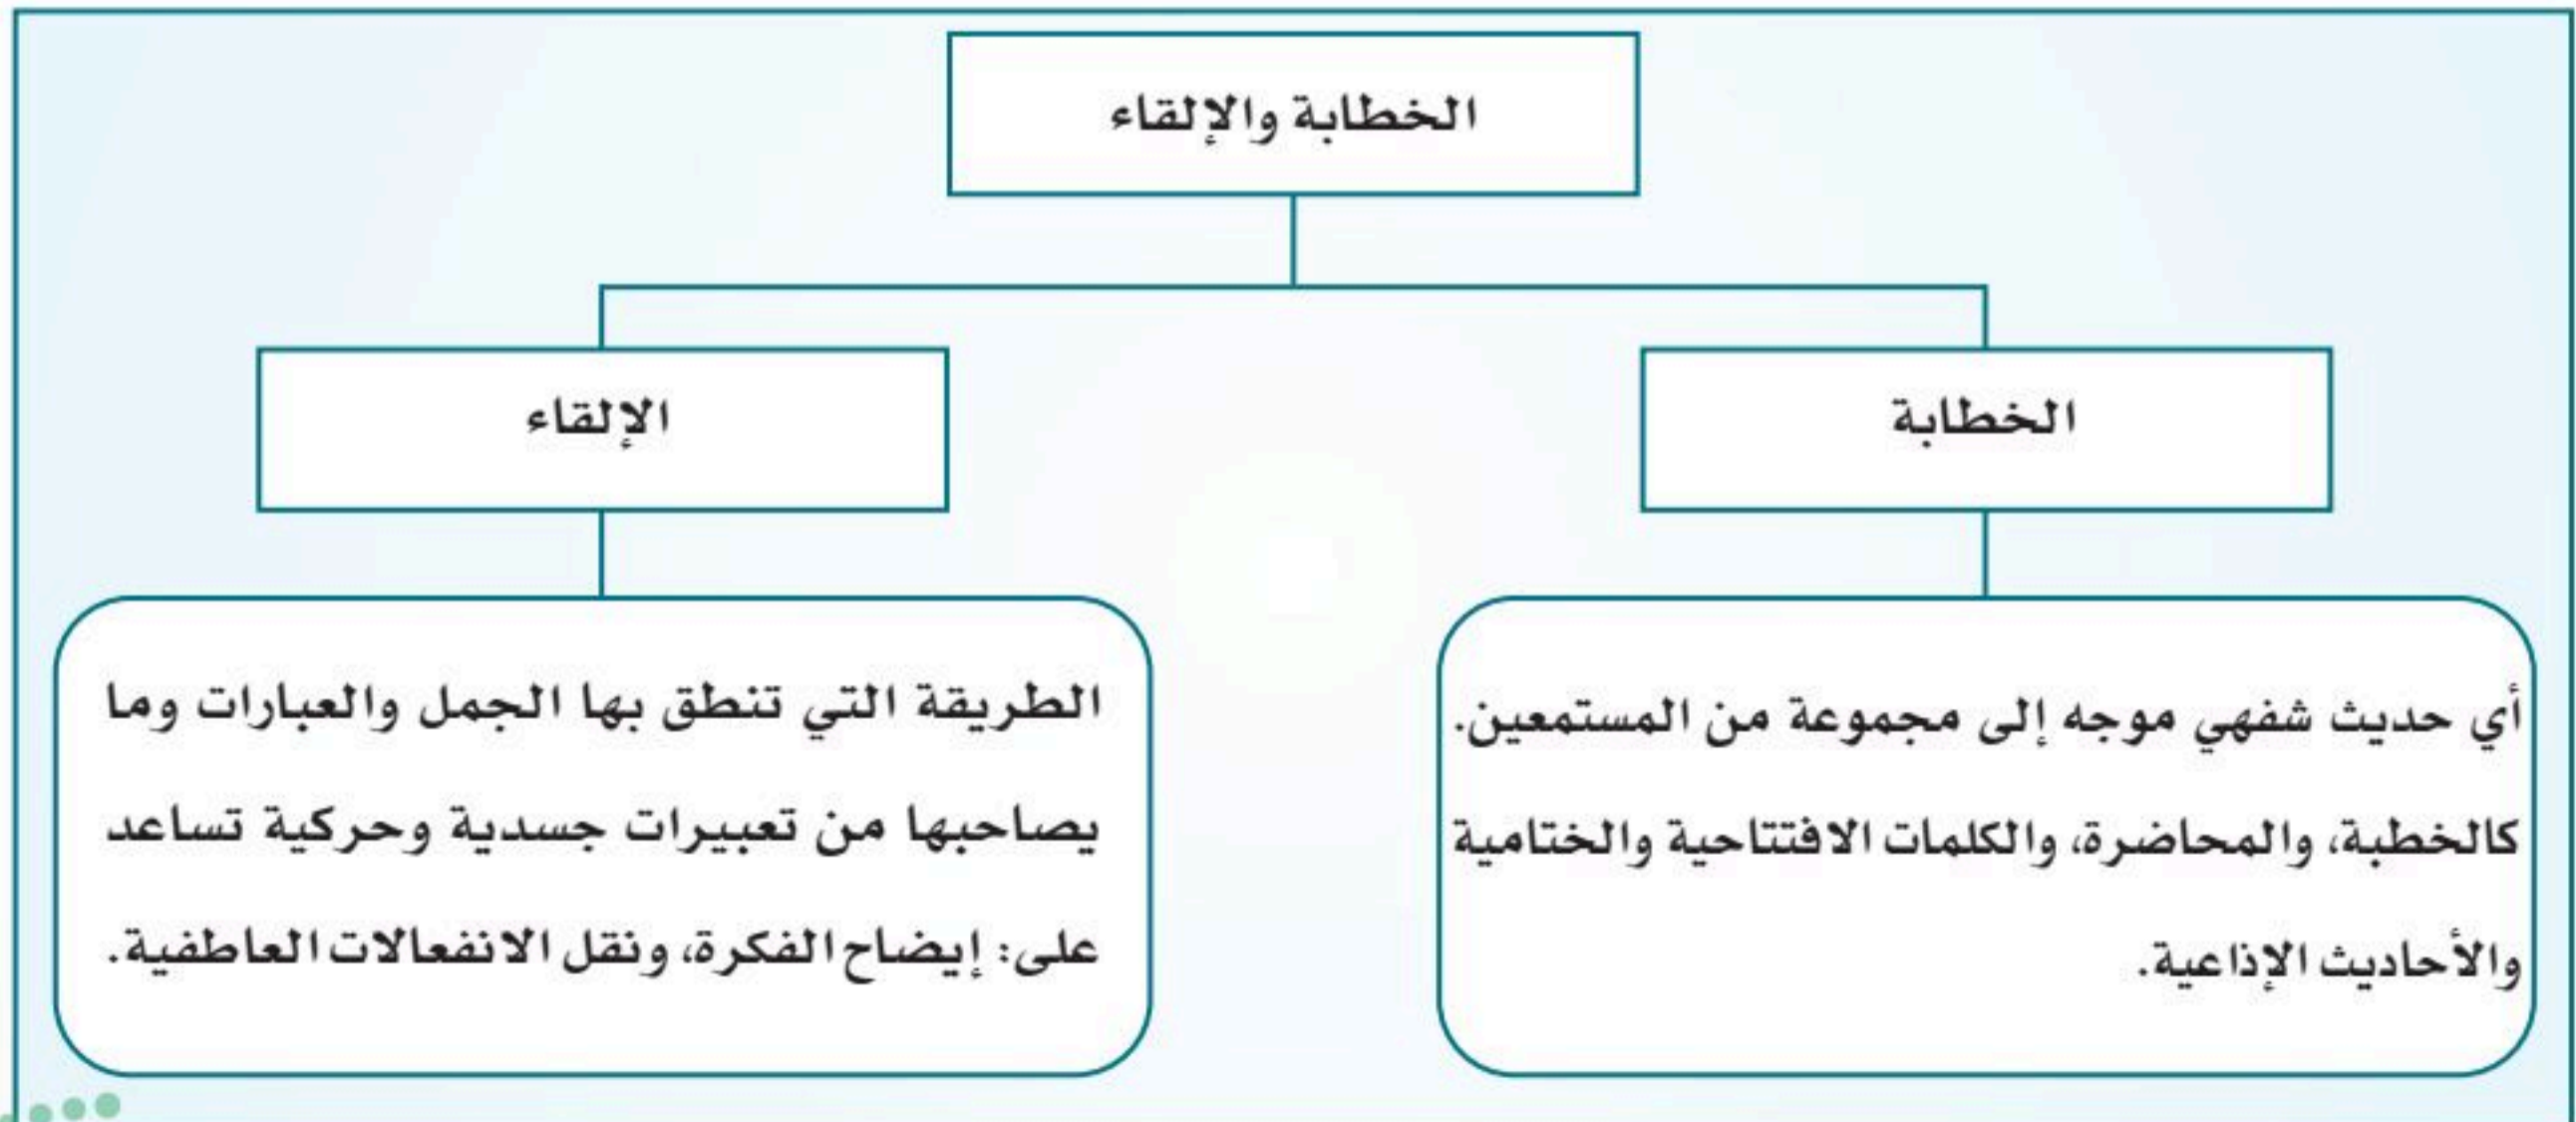 الخطابة والإلقاء
الخطابة
الإلقاء
أي حديث شفهي موجه إلى مجموعة من المستمعين.
كالخطبة، والمحاضرة، والكلمات الافتتاحية والختامية
والأحاديث الإذاعية.
الطريقة التي تنطق بها الجمل والعبارات وما
يصاحبها من تعبيرات جسدية وحركية تساعد
على: إيضاح الفكرة، ونقل الانفعالات العاطفية.